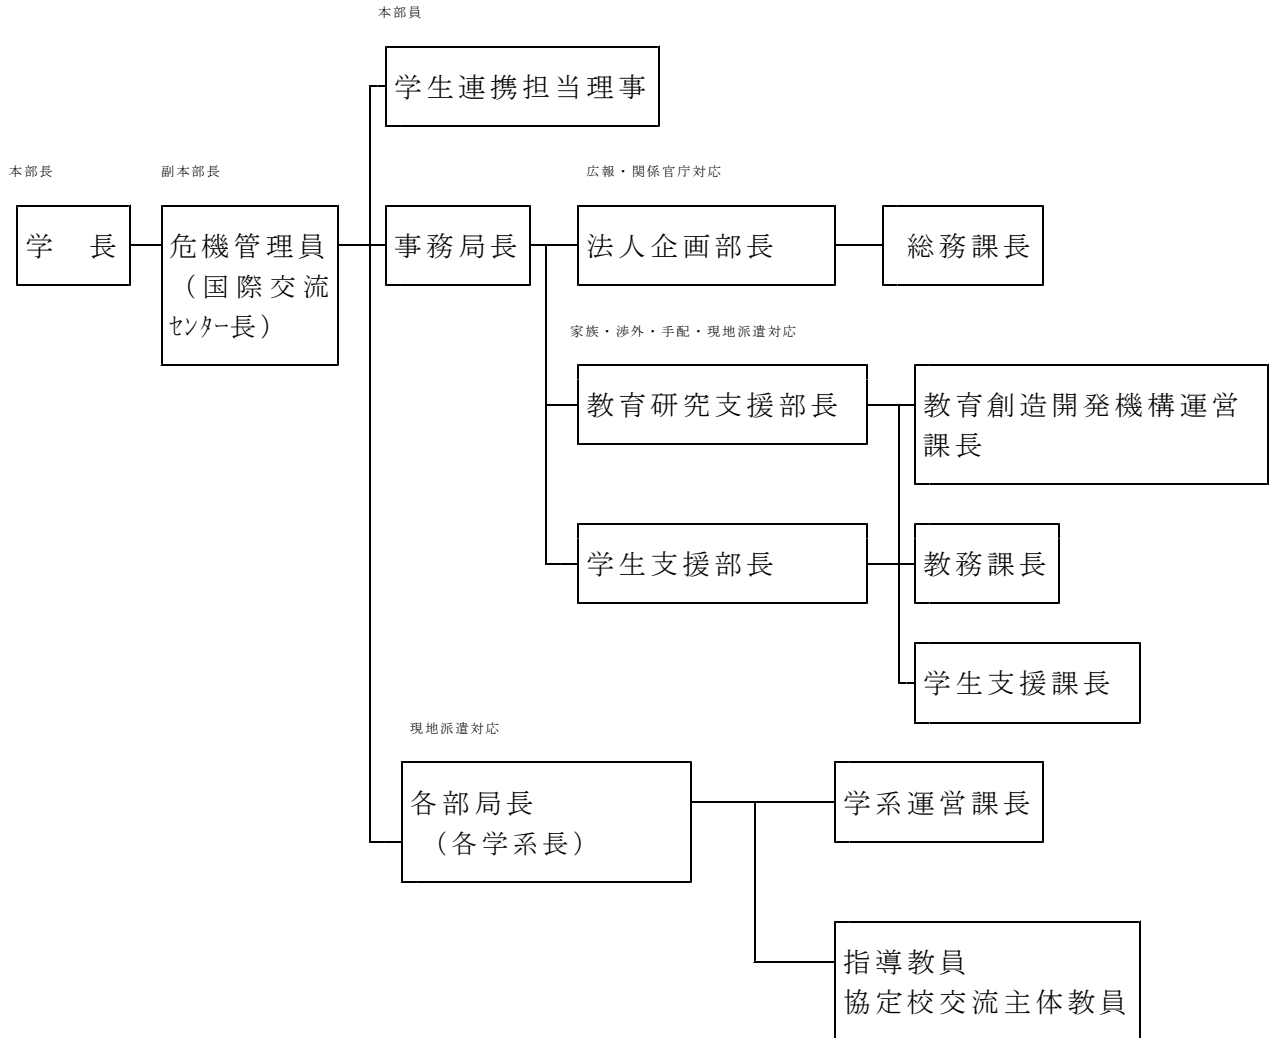 本部員
学生連携担当理事
本部長
副本部長
広報・関係官庁対応
学　長
危機管理員
（国際交流
ｾﾝﾀｰ長）
事務局長
法人企画部長
総務課長
家族・渉外・手配・現地派遣対応
教育研究支援部長
教育創造開発機構運営
課長
学生支援部長
教務課長
学生支援課長
現地派遣対応
各部局長
（各学系長）
学系運営課長
指導教員
協定校交流主体教員